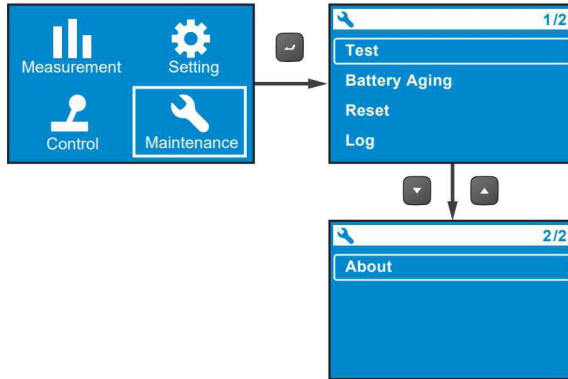 Measurement
Setting
Control
Maintenance
1/2
Test
Battery Aging
Reset
Log
2/2
About